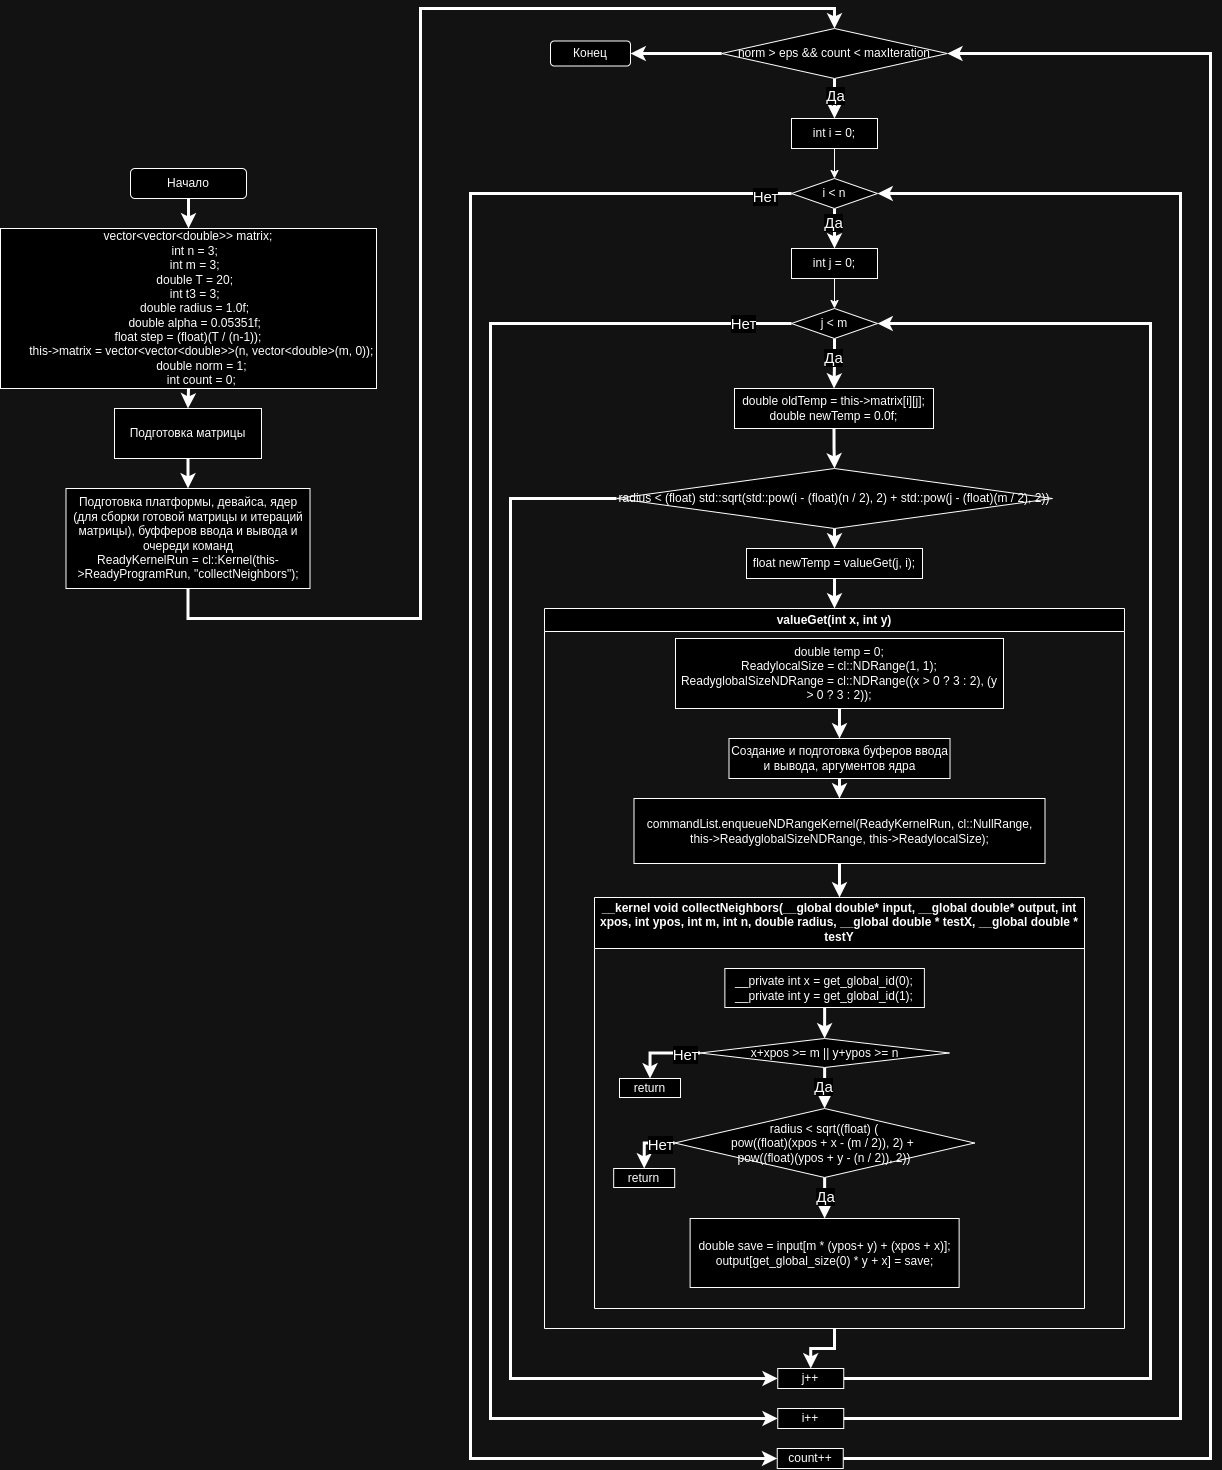 Начало
vector<vector<double>> matrix;
int n = 3;
int m = 3;
double T = 20;
int t3 = 3;
double radius = 1.0f;
double alpha = 0.05351f;
float step = (float)(T / (n-1));
this->matrix = vector<vector<double>>(n, vector<double>(m, 0));
double norm = 1;
int count = 0;
Подготовка матрицы
Подготовка платформы, девайса, ядер
(для сборки готовой матрицы и итераций
матрицы), буфферов ввода и вывода и
очереди команд
ReadyKernelRun = cl::Kernel(this-
>ReadyProgramRun, "collectNeighbors");
Конец
norm > eps && count < maxIteration
Да
int i = 0;
Нет
i < n
Да
int j = 0;
Нет
j < m
Да
double oldTemp = this->matrix[i][j];
double newTemp = 0.0f;
radius < (float) std::sqrt(std::pow(i - (float)(n / 2), 2) + std::pow(j - (float)(m / 2), 2))
float newTemp = valueGet(j, i);
valueGet(int x, int y)
double temp = 0;
ReadylocalSize = cl::NDRange(1, 1);
ReadyglobalSizeNDRange = cl::NDRange((x > 0 ? 3 : 2), (y
> 0 ? 3 : 2));
Создание и подготовка буферов ввода
и вывода, аргументов ядра
commandList.enqueueNDRangeKernel(ReadyKernelRun, cl::NullRange,
this->ReadyglobalSizeNDRange, this->ReadylocalSize);
__kernel void collectNeighbors(__global double* input, __global double* output, int
xpos, int ypos, int m, int n, double radius, __global double * testX, __global double *
testY
__private int x = get_global_id(0);
__private int y = get_global_id(1);
Нет
x+xpos >= m || y+ypos >= n
return
Да
radius < sqrt((float) (
pow((float)(xpos + x - (m / 2)), 2) +
pow((float)(ypos + y - (n / 2)), 2))
Нет
return
Да
double save = input[m * (ypos+ y) + (xpos + x)];
output[get_global_size(0) * y + x] = save;
j++
i++
count++